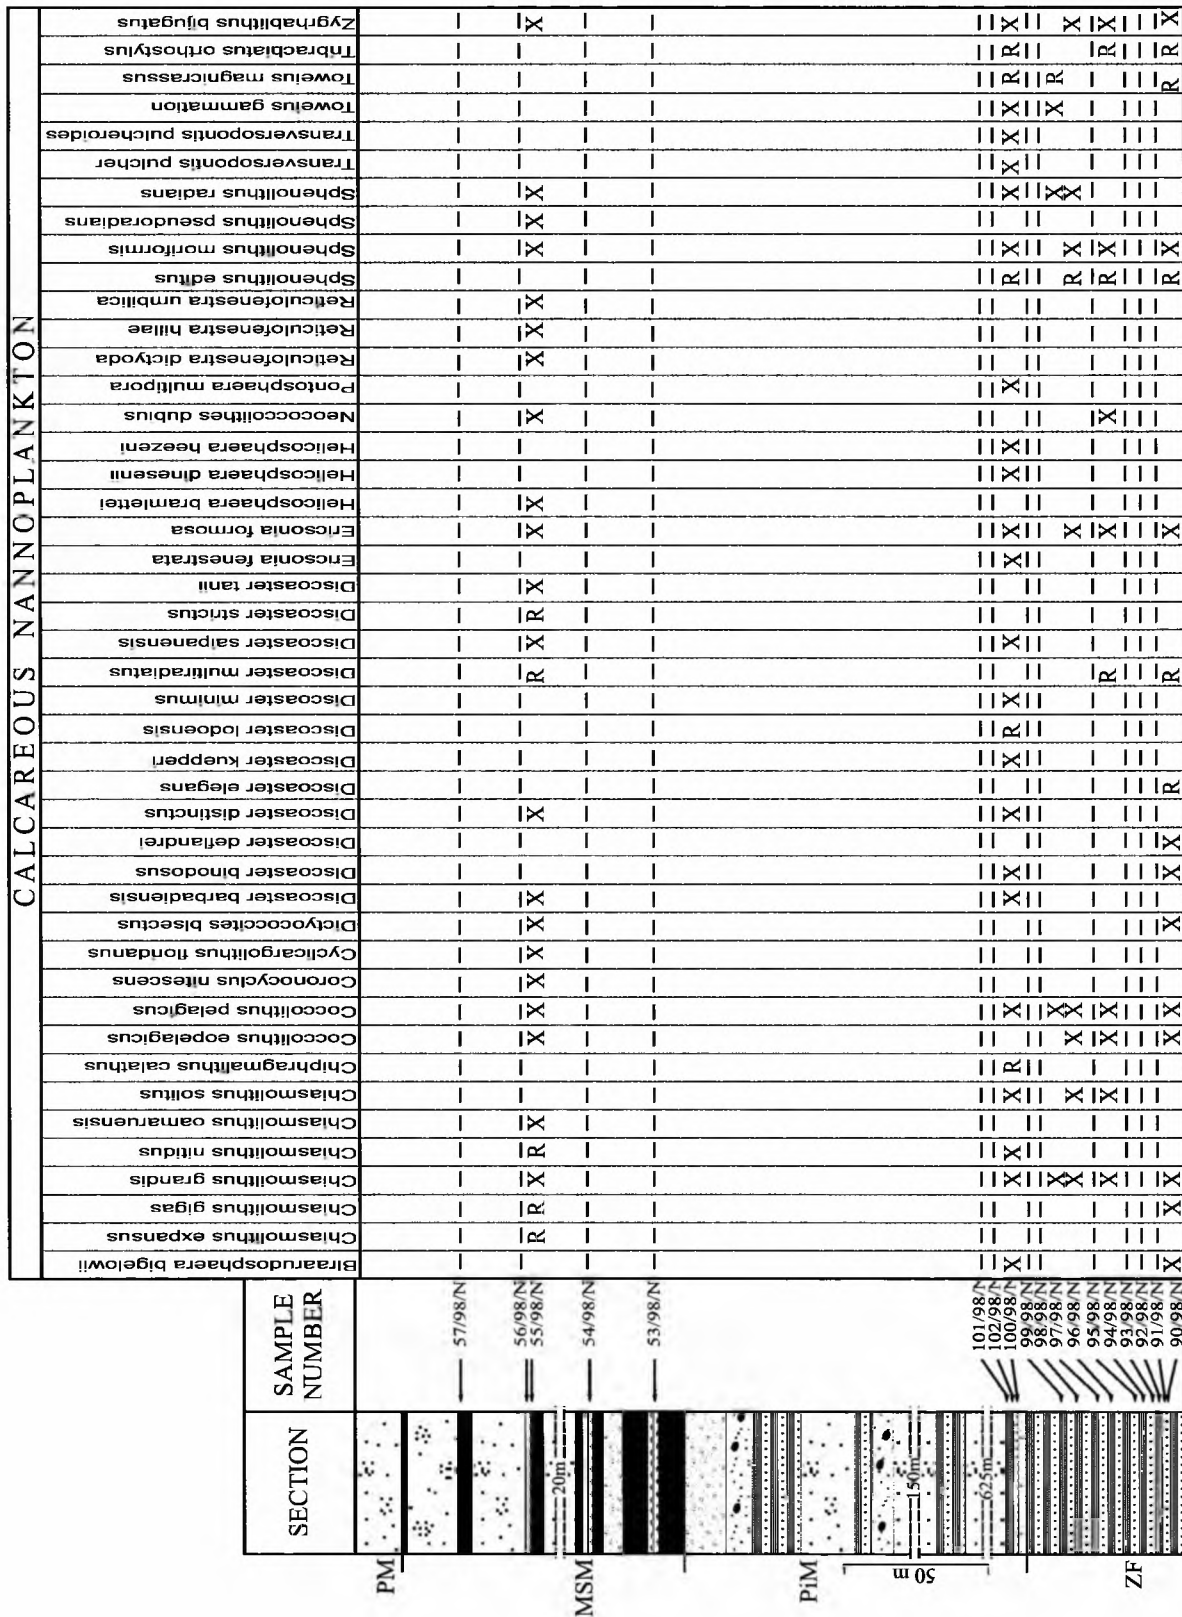 CALCAREOUS NANNOPLANKTON
Zygrhablithus bijugatus X X X X X
Tribrachiatus orthostylus R R R
Toweius magnicrassus R R R
Toweius gammation X X
Transversopontis pulcheroides X
Transversopontis pulcher X
Sphenolithus radians X X X X
Sphenolithus pseudoradians X
Sphenolithus moriformis X X X X X
Sphenolithus editus R R R R
Reticulofenestra umbilica X
Reticulofenestra hillae X
Reticulofenestra dictyoda X
Pontosphaera multipora X
Neococcolithes dubius X X
Helicosphaera heezeni X
Helicosphaera dinesenii X
Helicosphaera bramlettei X
Ericsonia formosa X X X X X
Ericsonia fenestrata X
Discoaster tanii X
Discoaster strictus R
Discoaster saipanensis X X
Discoaster multiradiatus R R R
Discoaster minimus X
Discoaster lodoensis R
Discoaster kuepperi X
Discoaster elegans R
Discoaster distinctus X X
Discoaster deflandrei X
Discoaster binodosus X X
Discoaster barbadiensis X X
Dictyococcites bisectus X X
Cyclicargolithus floridanus X
Coronocyclus nitescens X
Coccolithus pelagicus X X X X X X
Coccolithus eopelagicus X X X X
Chiphragmalithus calathus R
Chiasmolithus solitus X X X
Chiasmolithus oamaruensis X
Chiasmolithus nitidus R X
Chiasmolithus grandis X X X X X X
Chiasmolithus gigas R X
Chiasmolithus expansus R
Biraarudosphaera bigelowii X X
SAMPLE
NUMBER
57/98/N
56/98/N
55/98/N
54/98/N
53/98/N
101/98/N
102/98/N
100/98/N
99/98/N
98/98/N
97/98/N
96/98/N
95/98/N
94/98/N
93/98/N
92/98/N
91/98/N
90/98/N
SECTION
20m
150m
625m
PM
MSM
PiM
50 m
ZF